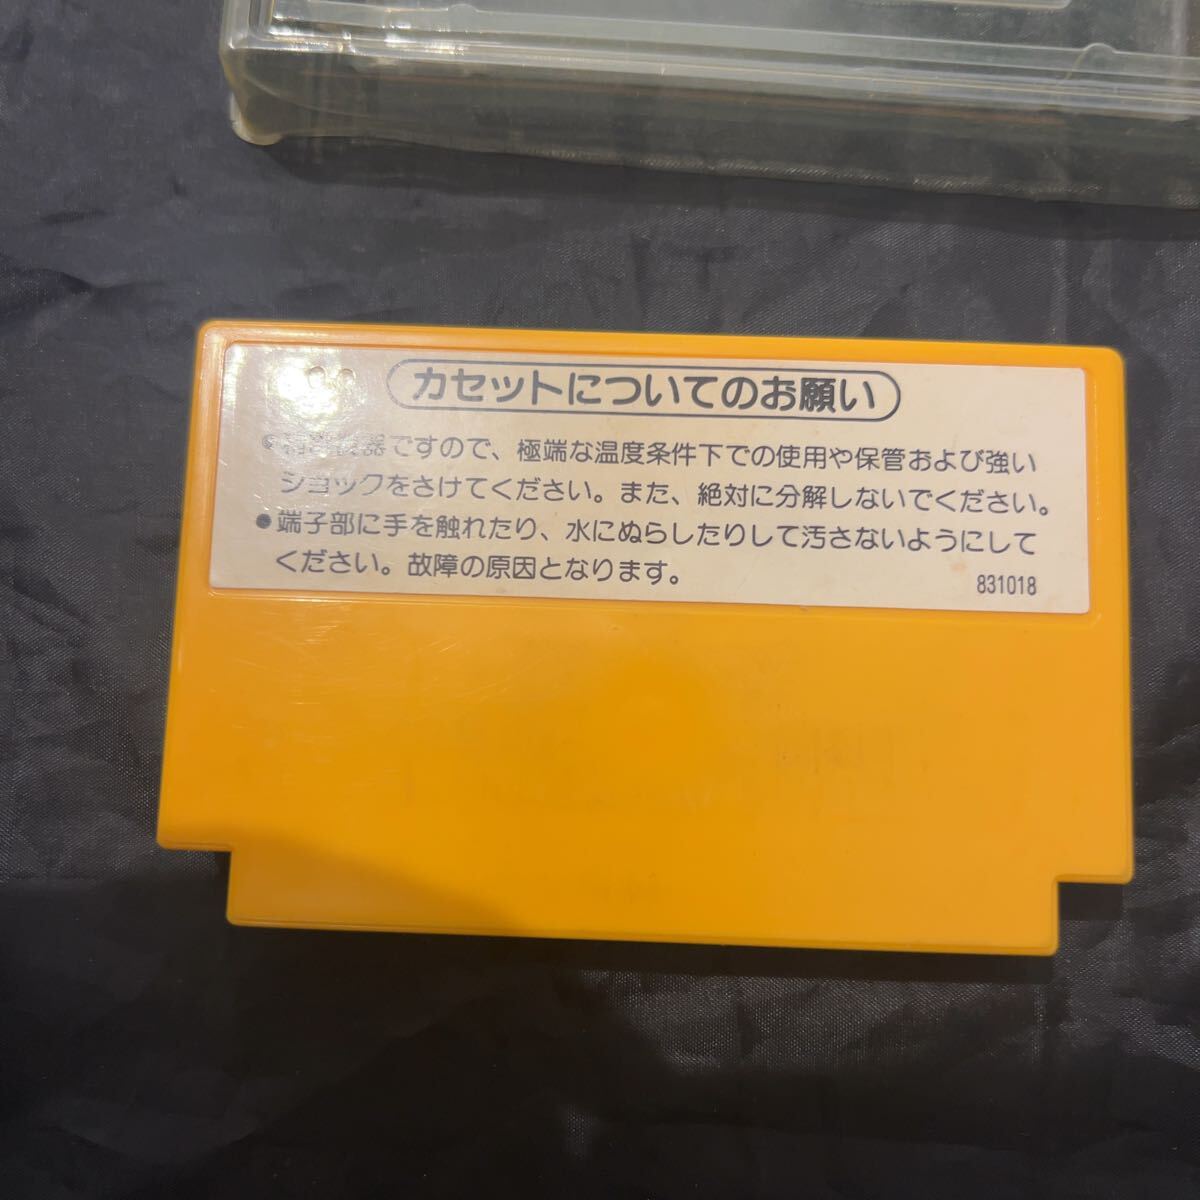 カセットについてのお願い
●精密機器ですので、極端な温度条件下での使用や保管および強い
ショックをさけてください。また、絶対に分解しないでください。
●端子部に手を触れたり、水にぬらしたりして汚さないようにして
ください。故障の原因となります。
831018